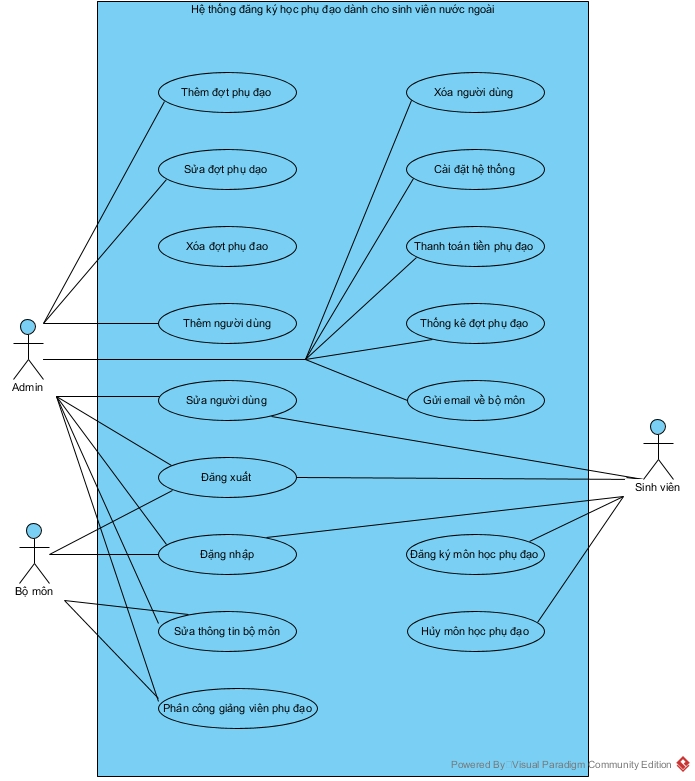 Hệ thống đăng ký học phụ đạo dành cho sinh viên nước ngoài
Thêm đợt phụ đạo
Xóa người dùng
Sửa đợt phụ dạo
Cài đặt hệ thống
Xóa đợt phụ đao
Thanh toán tiền phụ đạo
Thêm người dùng
Thống kê đợt phụ đạo
Admin
Sửa người dùng
Gửi email về bộ môn
Đăng xuất
Sinh viên
Đặng nhập
Đăng ký môn học phụ đạo
Bộ môn
Sửa thông tin bộ môn
Hủy môn học phụ đạo
Phân công giảng viên phụ đạo
Powered By Visual Paradigm Community Edition